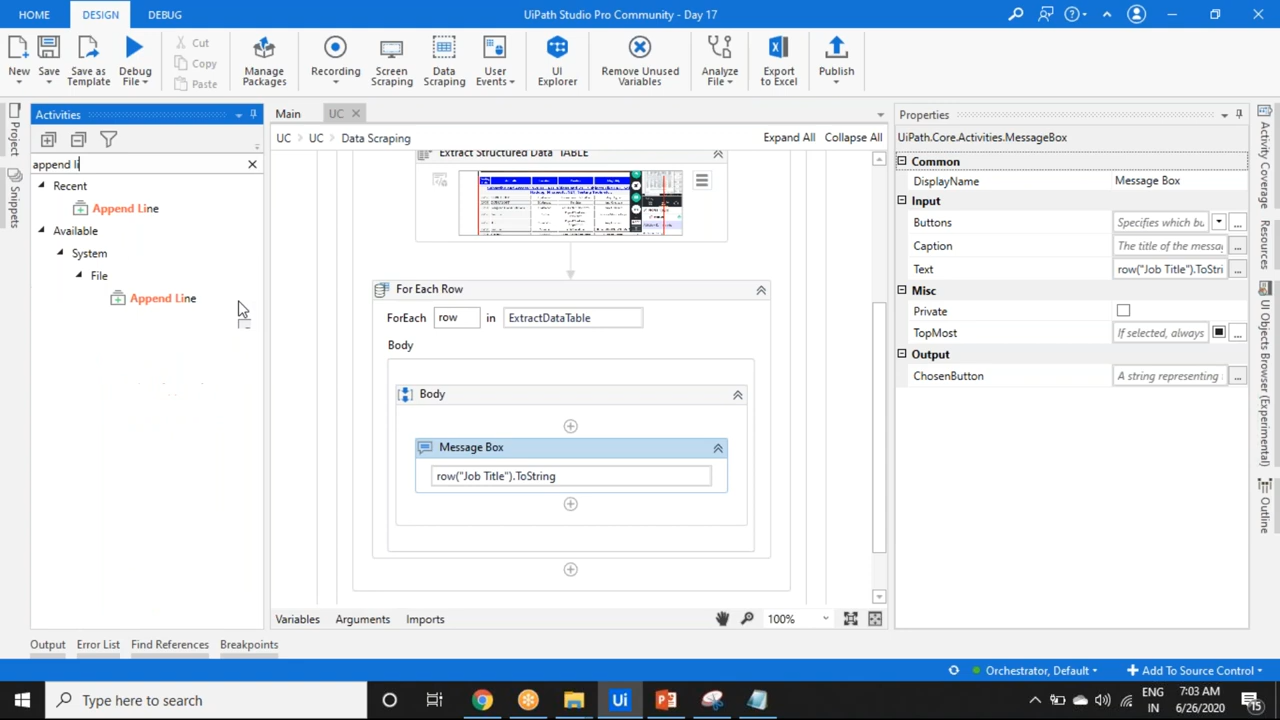 HOME DESIGN DEBUG UiPath Studio Pro Community - Day 17
New Save Save as Template Debug File Cut Copy Paste Manage Packages Recording Screen Scraping Data Scraping User Events UI Explorer Remove Unused Variables Analyze File Export to Excel Publish
Activities
append li
Recent
Append Line
Available
System
File
Append Line
Project
Snippets
Main UC
UC > UC > Data Scraping Expand All Collapse All
Extract Structured Data 'TABLE'
For Each Row
ForEach row in ExtractDataTable
Body
Body
Message Box
row("Job Title").ToString
Variables Arguments Imports 100%
Properties
UiPath.Core.Activities.MessageBox
Common
DisplayName Message Box
Input
Buttons Specifies which bu ...
Caption The title of the messa ...
Text row("Job Title").ToStri ...
Misc
Private
TopMost If selected, always ...
Output
ChosenButton A string representing ...
Activity Coverage
Resources
UI Objects Browser (Experimental)
Outline
Output Error List Find References Breakpoints
Orchestrator, Default Add To Source Control
Type here to search
Ui
ENG
IN
7:03 AM
6/26/2020
15